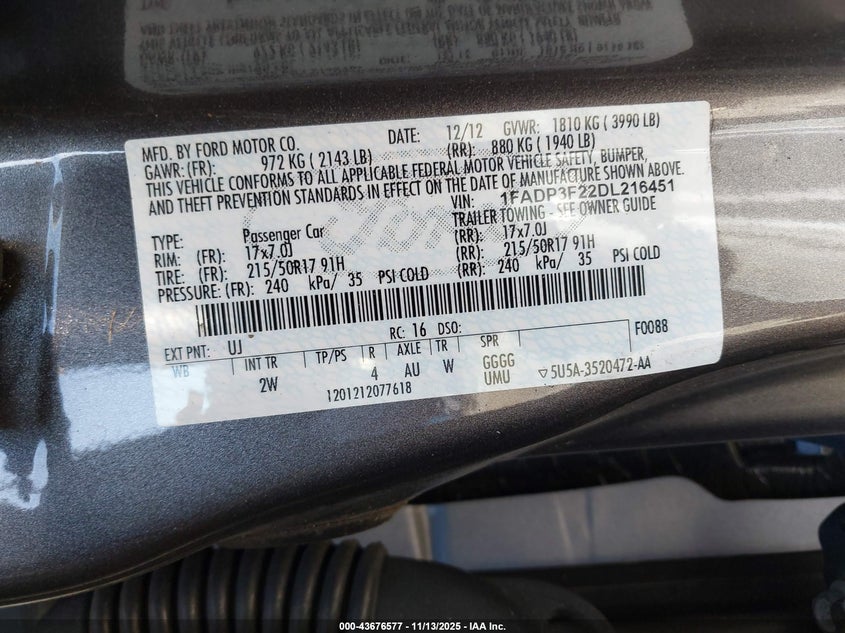 MFD. BY FORD MOTOR CO. DATE: 12/12 GVWR: 1810 KG ( 3990 LB)
GAWR: (FR): 972 KG ( 2143 LB) (RR): 880 KG ( 1940 LB)
THIS VEHICLE CONFORMS TO ALL APPLICABLE FEDERAL MOTOR VEHICLE SAFETY, BUMPER,
AND THEFT PREVENTION STANDARDS IN EFFECT ON THE DATE OF MANUFACTURE SHOWN ABOVE.
VIN: 1FADP3F22DL216451
TYPE: Passenger Car TRAILER TOWING - SEE OWNER GUIDE
RIM: (FR): 17x7.0J (RR): 17x7.0J
TIRE: (FR): 215/50R17 91H (RR): 215/50R17 91H
PRESSURE: (FR): 240 kPa/ 35 PSI COLD (RR): 240 kPa/ 35 PSI COLD
RC: 16 DSO: F0088
EXT PNT: UJ
WB INT TR TP/PS R AXLE TR SPR
2W 4 AU W GGGG
UMU
5U5A-3520472-AA
1201212077618
000-43676577 - 11/13/2025 - IAA Inc.